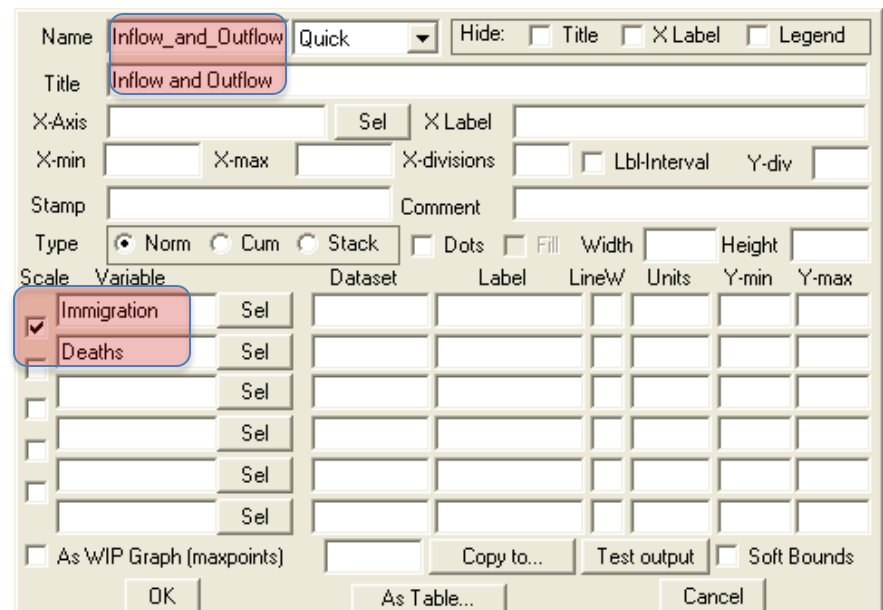 Name Inflow_and_Outflow Quick Hide: Title X Label Legend
Title Inflow and Outflow
X-Axis Sel X Label
X-min X-max X-divisions Lbl-Interval Y-div
Stamp Comment
Type Norm Cum Stack Dots Fill Width Height
Scale Variable Dataset Label LineW Units Y-min Y-max
Immigration Sel
Deaths Sel
Sel
Sel
Sel
Sel
As WIP Graph (maxpoints) Copy to... Test output Soft Bounds
OK As Table... Cancel